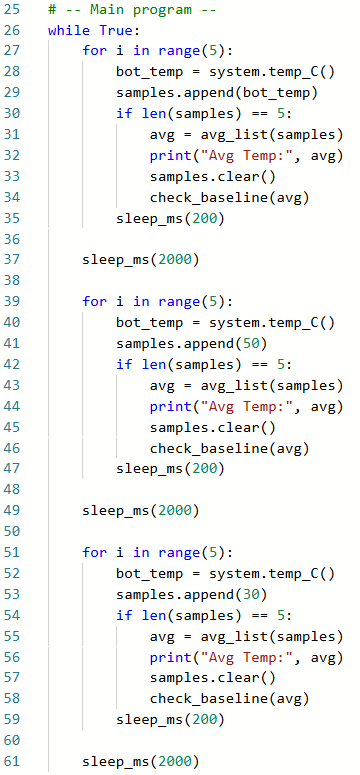 25 # -- Main program --
26 while True:
27     for i in range(5):
28         bot_temp = system.temp_C()
29         samples.append(bot_temp)
30         if len(samples) == 5:
31             avg = avg_list(samples)
32             print("Avg Temp:", avg)
33             samples.clear()
34             check_baseline(avg)
35         sleep_ms(200)
36
37     sleep_ms(2000)
38
39     for i in range(5):
40         bot_temp = system.temp_C()
41         samples.append(50)
42         if len(samples) == 5:
43             avg = avg_list(samples)
44             print("Avg Temp:", avg)
45             samples.clear()
46             check_baseline(avg)
47         sleep_ms(200)
48
49     sleep_ms(2000)
50
51     for i in range(5):
52         bot_temp = system.temp_C()
53         samples.append(30)
54         if len(samples) == 5:
55             avg = avg_list(samples)
56             print("Avg Temp:", avg)
57             samples.clear()
58             check_baseline(avg)
59         sleep_ms(200)
60
61     sleep_ms(2000)